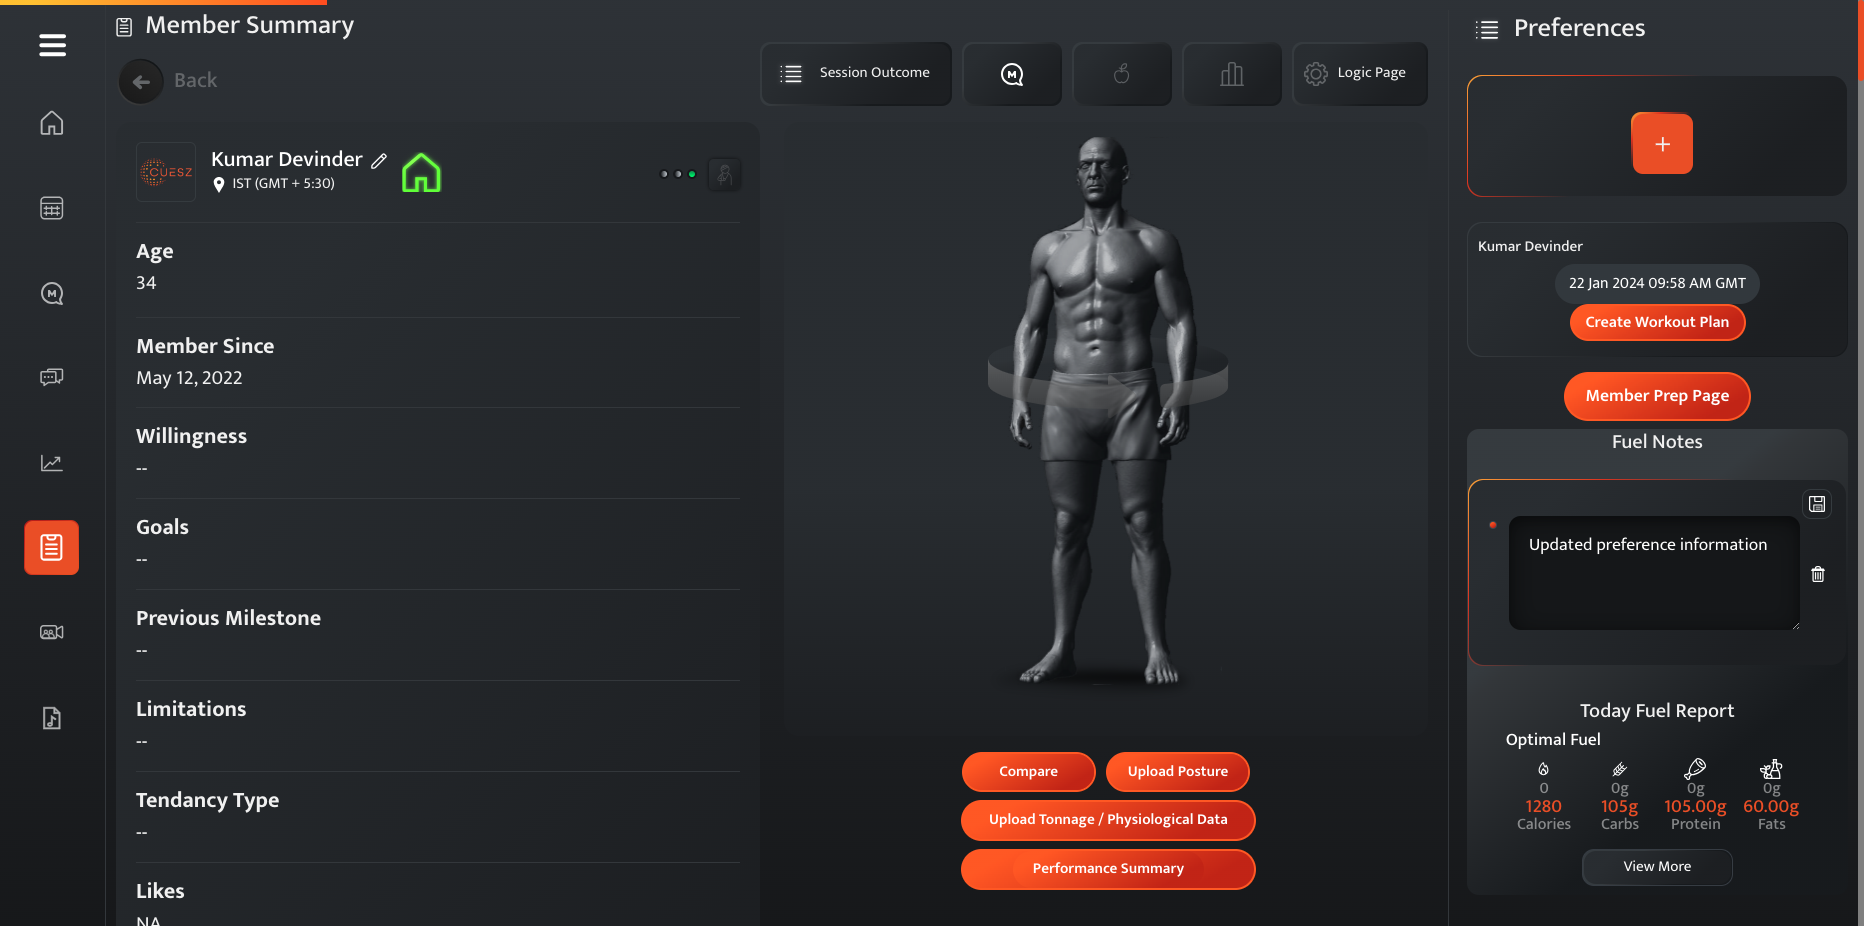 Member Summary
Back
Session Outcome
M
Logic Page
CUESZ
Kumar Devinder
IST (GMT + 5:30)
Age
34
Member Since
May 12, 2022
Willingness
--
Goals
--
Previous Milestone
--
Limitations
--
Tendancy Type
--
Likes
NA
M
Compare
Upload Posture
Upload Tonnage / Physiological Data
Performance Summary
Preferences
+
Kumar Devinder
22 Jan 2024 09:58 AM GMT
Create Workout Plan
Member Prep Page
Fuel Notes
Updated preference information
Today Fuel Report
Optimal Fuel
0 0g 0g 0g
1280 105g 105.00g 60.00g
Calories Carbs Protein Fats
View More